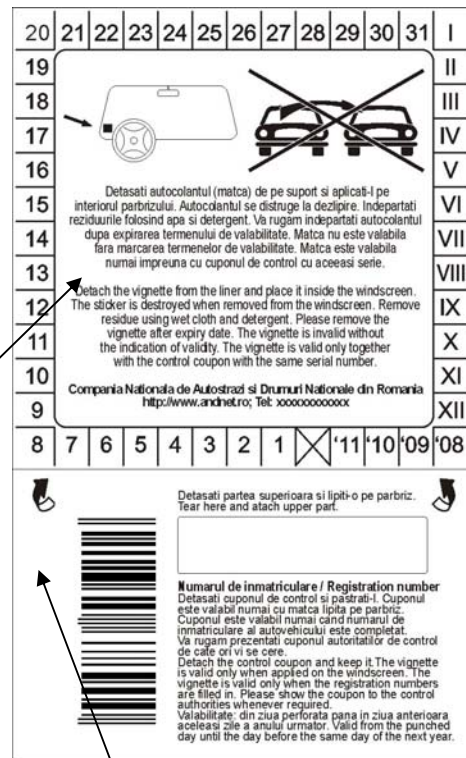 20 21 22 23 24 25 26 27 28 29 30 31 I
19 II
18 III
17 IV
16 V
15 VI
14 VII
13 VIII
12 IX
11 X
10 XI
9 XII
Detasati autocolantul (matca) de pe suport si aplicati-l pe
interiorul parbrizului. Autocolantul se distruge la dezlipire. Indepartati
reziduurile folosind apa si detergent. Va rugam indepartati autocolantul
dupa expirarea termenului de valabilitate. Matca nu este valabila
fara marcarea termenelor de valabilitate. Matca este valabila
numai impreuna cu cuponul de control cu aceeasi serie.
Detach the vignette from the liner and place it inside the windscreen.
The sticker is destroyed when removed from the windscreen. Remove
residue using wet cloth and detergent. Please remove the
vignette after expiry date. The vignette is invalid without
the indication of validity. The vignette is valid only together
with the control coupon with the same serial number.
Compania Nationala de Autostrazi si Drumuri Nationale din Romania
http://www.andnet.ro; Tel: xxxxxxxxxxxx
8 7 6 5 4 3 2 1 '11 '10 '09 '08
Detasati partea superioara si lipiti-o pe parbriz.
Tear here and atach upper part.
Numarul de inmatriculare / Registration number
Detasati cuponul de control si pastrati-l. Cuponul
este valabil numai cu matca lipita pe parbriz.
Cuponul este valabil numai cand numarul de
inmatriculare al autovehicului este completat.
Va rugam prezentati cuponul autoritatilor de control
de cate ori vi se cere.
Detach the control coupon and keep it. The vignette
is valid only when applied on the windscreen. The
vignette is valid only when the registration numbers
are filled in. Please show the coupon to the control
authorities whenever required.
Valabilitate: din ziua perforata pana in ziua anterioara
aceleasi zile a anului urmator. Valid from the punched
day until the day before the same day of the next year.